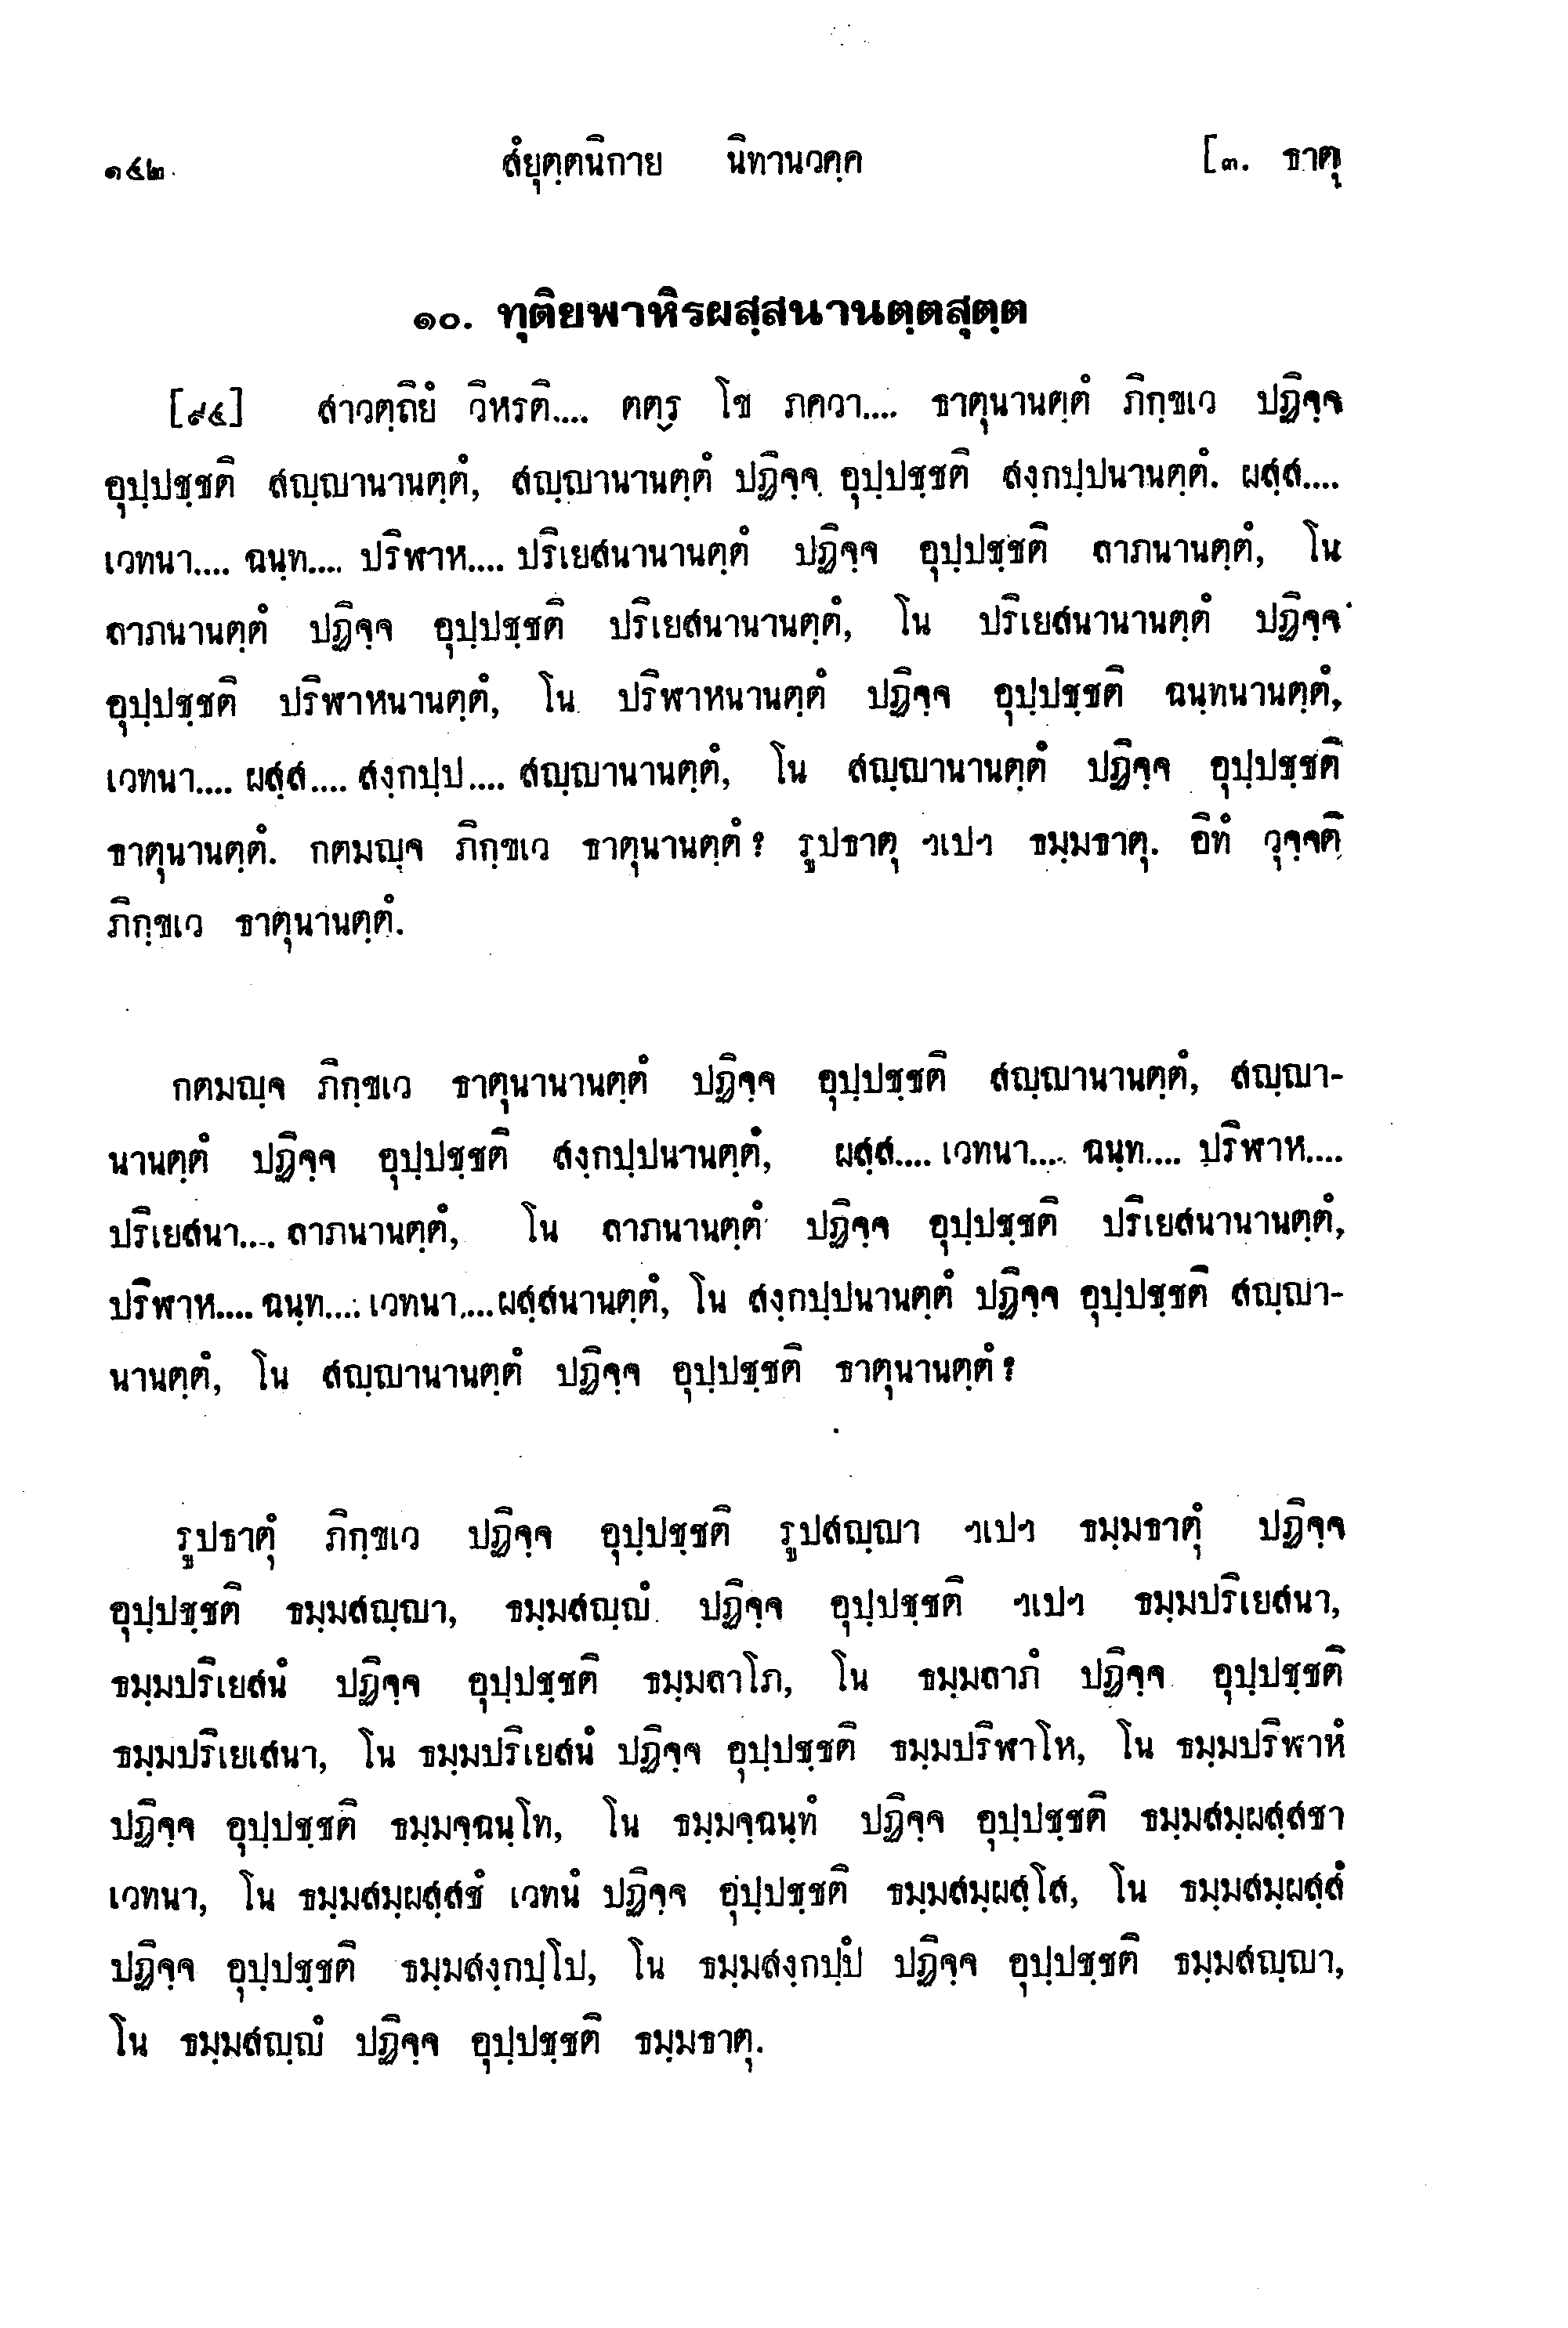 ๑๔๒ สํยุตฺตนิกาย นิทานวคฺค [๓. ธาตุ
๑๐. ทุติยพาหิรผสฺสนานตฺตสุตฺต
[๙๔] สาวตฺถิยํ วิหรติ.... ตตฺร โข ภควา.... ธาตุนานตฺตํ ภิกฺขเว ปฏิจฺจ
อุปฺปชฺชติ สญฺญานานตฺตํ, สญฺญานานตฺตํ ปฏิจฺจ อุปฺปชฺชติ สงฺกปฺปนานตฺตํ. ผสฺส....
เวทนา.... ฉนฺท.... ปริฬาห.... ปริเยสนานานตฺตํ ปฏิจฺจ อุปฺปชฺชติ ลาภนานตฺตํ, โน
ลาภนานตฺตํ ปฏิจฺจ อุปฺปชฺชติ ปริเยสนานานตฺตํ, โน ปริเยสนานานตฺตํ ปฏิจฺจ
อุปฺปชฺชติ ปริฬาหนานตฺตํ, โน ปริฬาหนานตฺตํ ปฏิจฺจ อุปฺปชฺชติ ฉนฺทนานตฺตํ,
เวทนา.... ผสฺส.... สงฺกปฺป.... สญฺญานานตฺตํ, โน สญฺญานานตฺตํ ปฏิจฺจ อุปฺปชฺชติ
ธาตุนานตฺตํ. กตมญฺจ ภิกฺขเว ธาตุนานตฺตํ? รูปธาตุ ฯเปฯ ธมฺมธาตุ. อิทํ วุจฺจติ
ภิกฺขเว ธาตุนานตฺตํ.
กตมญฺจ ภิกฺขเว ธาตุนานานตฺตํ ปฏิจฺจ อุปฺปชฺชติ สญฺญานานตฺตํ, สญฺญา-
นานตฺตํ ปฏิจฺจ อุปฺปชฺชติ สงฺกปฺปนานตฺตํ, ผสฺส.... เวทนา.... ฉนฺท.... ปริฬาห....
ปริเยสนา.... ลาภนานตฺตํ, โน ลาภนานตฺตํ ปฏิจฺจ อุปฺปชฺชติ ปริเยสนานานตฺตํ,
ปริฬาห.... ฉนฺท.... เวทนา.... ผสฺสนานตฺตํ, โน สงฺกปฺปนานตฺตํ ปฏิจฺจ อุปฺปชฺชติ สญฺญา-
นานตฺตํ, โน สญฺญานานตฺตํ ปฏิจฺจ อุปฺปชฺชติ ธาตุนานตฺตํ?
รูปธาตุํ ภิกฺขเว ปฏิจฺจ อุปฺปชฺชติ รูปสญฺญา ฯเปฯ ธมฺมธาตุํ ปฏิจฺจ
อุปฺปชฺชติ ธมฺมสญฺญา, ธมฺมสญฺญํ ปฏิจฺจ อุปฺปชฺชติ ฯเปฯ ธมฺมปริเยสนา,
ธมฺมปริเยสนํ ปฏิจฺจ อุปฺปชฺชติ ธมฺมลาโภ, โน ธมฺมลาภํ ปฏิจฺจ อุปฺปชฺชติ
ธมฺมปริเยเสนา, โน ธมฺมปริเยสนํ ปฏิจฺจ อุปฺปชฺชติ ธมฺมปริฬาโห, โน ธมฺมปริฬาหํ
ปฏิจฺจ อุปฺปชฺชติ ธมฺมจฺฉนฺโท, โน ธมฺมจฺฉนฺทํ ปฏิจฺจ อุปฺปชฺชติ ธมฺมสมฺผสฺสชา
เวทนา, โน ธมฺมสมฺผสฺสชํ เวทนํ ปฏิจฺจ อุปฺปชฺชติ ธมฺมสมฺผสฺโส, โน ธมฺมสมฺผสฺสํ
ปฏิจฺจ อุปฺปชฺชติ ธมฺมสงฺกปฺโป, โน ธมฺมสงฺกปฺปํ ปฏิจฺจ อุปฺปชฺชติ ธมฺมสญฺญา,
โน ธมฺมสญฺญํ ปฏิจฺจ อุปฺปชฺชติ ธมฺมธาตุ.